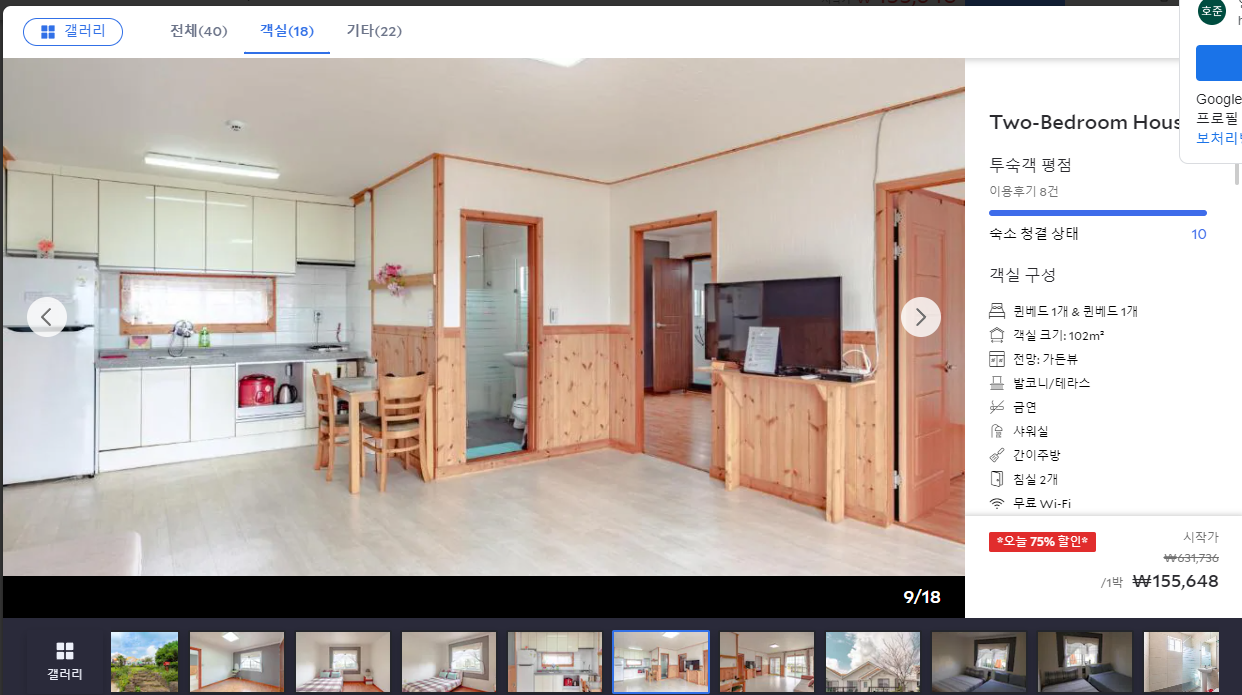 갤러리
전체(40)
객실(18)
기타(22)
호준
Google
프로필
보처리
Two-Bedroom Hous
투숙객 평점
이용후기 8건
숙소 청결 상태
10
객실 구성
퀸베드 1개 & 퀸베드 1개
객실 크기: 102m²
전망: 가든뷰
발코니/테라스
금연
샤워실
간이주방
침실 2개
무료 Wi-Fi
*오늘 75% 할인*
시작가
₩631,736
/1박 ₩155,648
9/18
갤러리